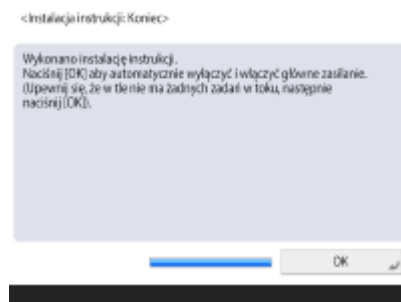 <Instalacja instrukcji: Koniec>
Wykonano instalację instrukcji.
Naciśnij [OK] aby automatycznie wyłączyć i włączyć główne zasilanie.
(Upewnij się, że w tle nie ma żadnych zadań w toku, następnie
naciśnij [OK]).
OK